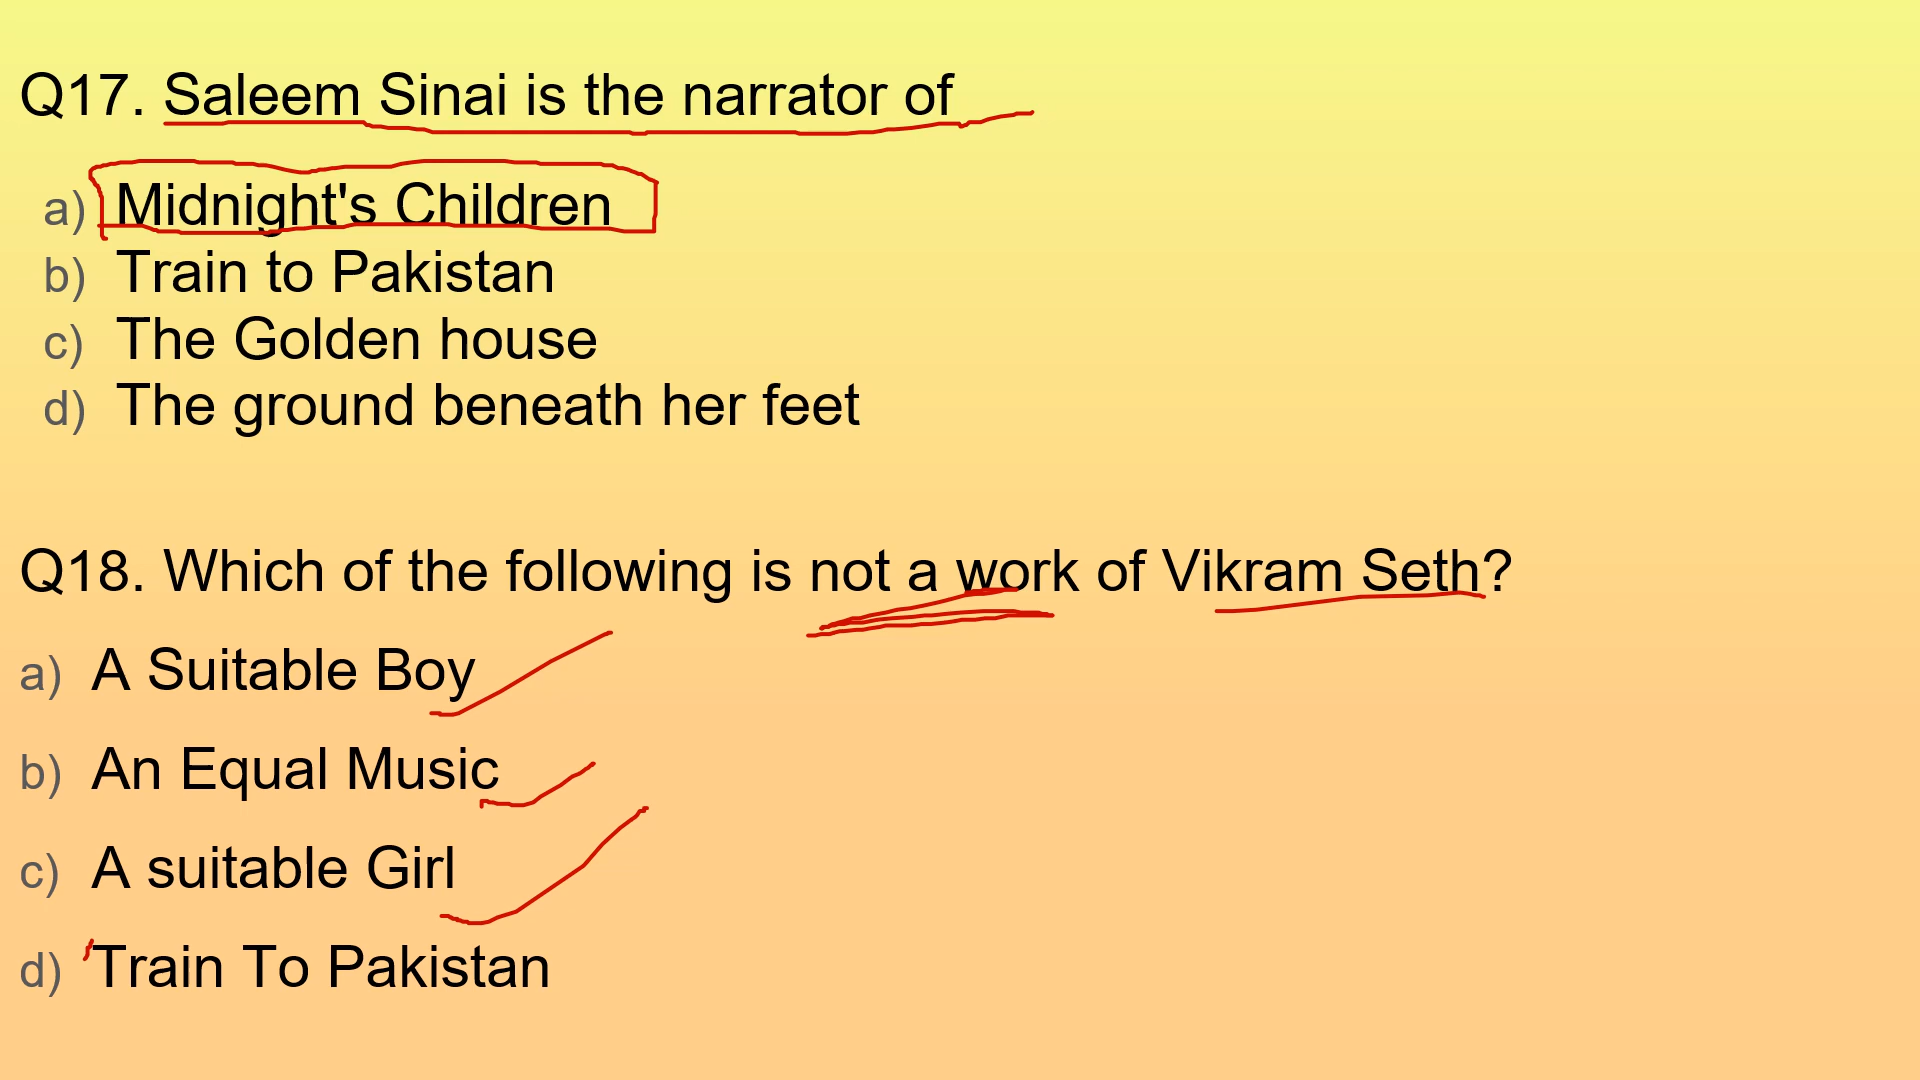 Q17. Saleem Sinai is the narrator of
a) Midnight's Children
b) Train to Pakistan
c) The Golden house
d) The ground beneath her feet
Q18. Which of the following is not a work of Vikram Seth?
a) A Suitable Boy
b) An Equal Music
c) A suitable Girl
d) Train To Pakistan